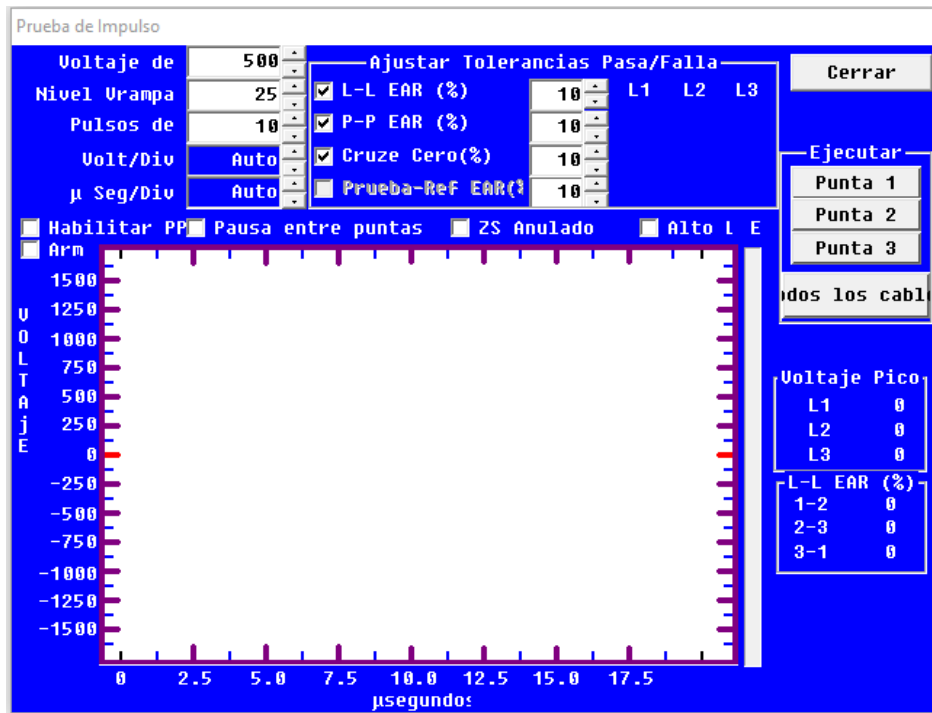 Prueba de Impulso
Voltaje de 500
Nivel Vrampa 25
Pulsos de 10
Volt/Div Auto
µ Seg/Div Auto
Ajustar Tolerancias Pasa/Falla
L-L EAR (%) 10 L1 L2 L3
P-P EAR (%) 10
Cruze Cero(%) 10
Prueba-Ref EAR(% 10
Cerrar
Ejecutar
Punta 1
Punta 2
Punta 3
odos los cabl
Habilitar PP Pausa entre puntas ZS Anulado Alto L E
Arm
VOLTAjE
1500
1250
1000
750
500
250
0
-250
-500
-750
-1000
-1250
-1500
0 2.5 5.0 7.5 10.0 12.5 15.0 17.5
µsegundos
Voltaje Pico
L1 0
L2 0
L3 0
L-L EAR (%)
1-2 0
2-3 0
3-1 0